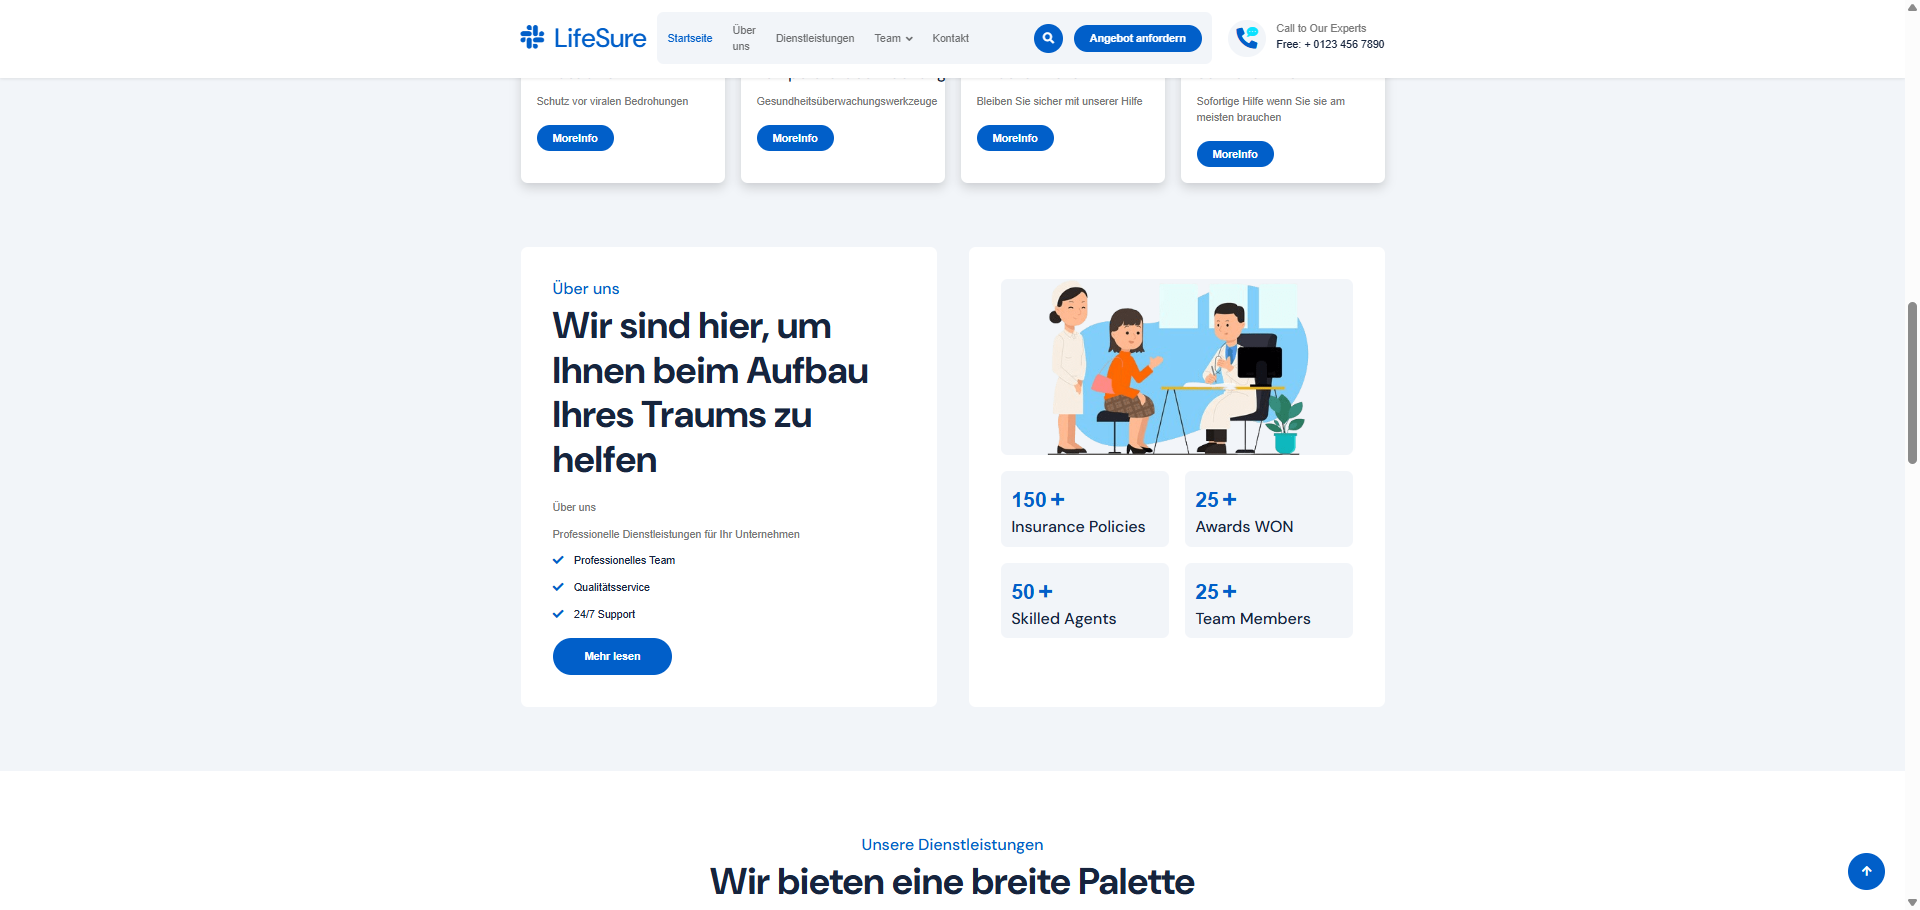 LifeSure
Startseite
Über
uns
Dienstleistungen
Team
Kontakt
Angebot anfordern
Call to Our Experts
Free: + 0123 456 7890
Schutz vor viralen Bedrohungen
Gesundheitsüberwachungswerkzeuge
Bleiben Sie sicher mit unserer Hilfe
Sofortige Hilfe wenn Sie sie am
meisten brauchen
MoreInfo
MoreInfo
MoreInfo
MoreInfo
Über uns
Wir sind hier, um
Ihnen beim Aufbau
Ihres Traums zu
helfen
Über uns
Professionelle Dienstleistungen für Ihr Unternehmen
Professionelles Team
Qualitätsservice
24/7 Support
Mehr lesen
150 +
Insurance Policies
25 +
Awards WON
50 +
Skilled Agents
25 +
Team Members
Unsere Dienstleistungen
Wir bieten eine breite Palette